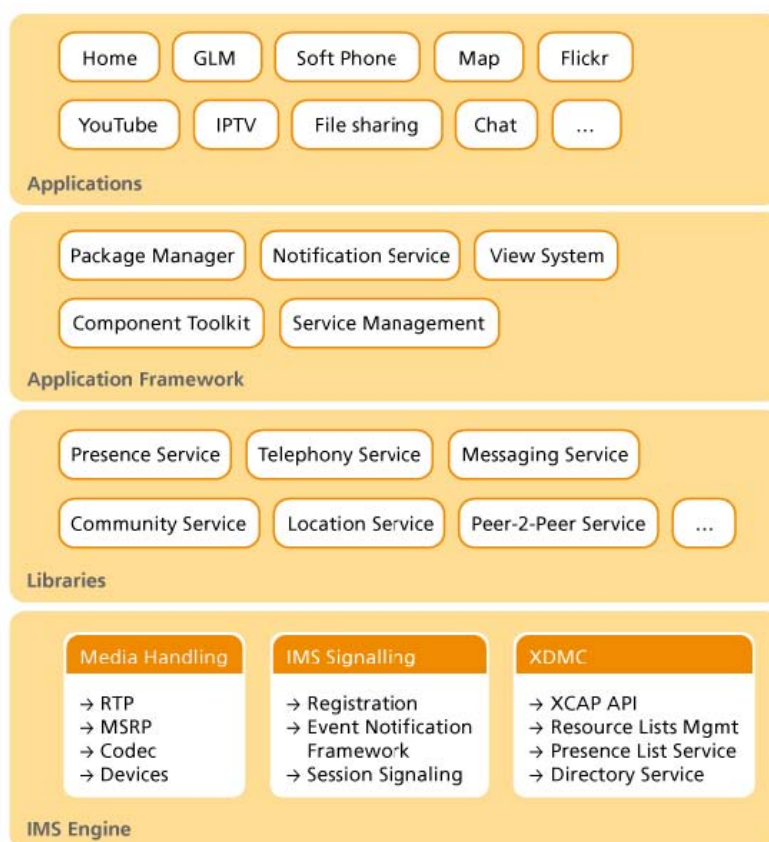 Home GLM Soft Phone Map Flickr
YouTube IPTV File sharing Chat ...
Applications
Package Manager Notification Service View System
Component Toolkit Service Management
Application Framework
Presence Service Telephony Service Messaging Service
Community Service Location Service Peer-2-Peer Service ...
Libraries
Media Handling
→ RTP
→ MSRP
→ Codec
→ Devices
IMS Signalling
→ Registration
→ Event Notification
Framework
→ Session Signaling
XDMC
→ XCAP API
→ Resource Lists Mgmt
→ Presence List Service
→ Directory Service
IMS Engine